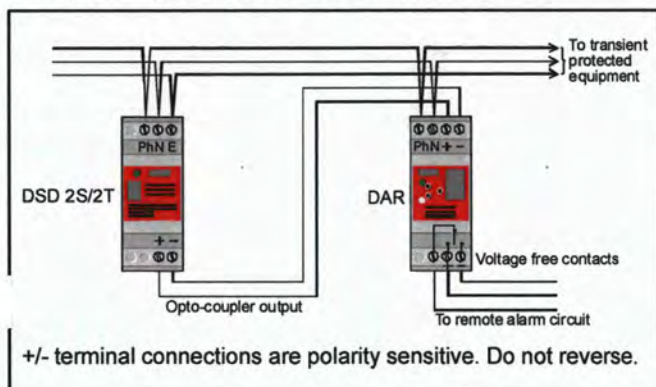 To transient
protected
equipment
PhN E
PhN + −
DSD 2S/2T
DAR
+ −
Voltage free contacts
Opto-coupler output
To remote alarm circuit
+/- terminal connections are polarity sensitive. Do not reverse.